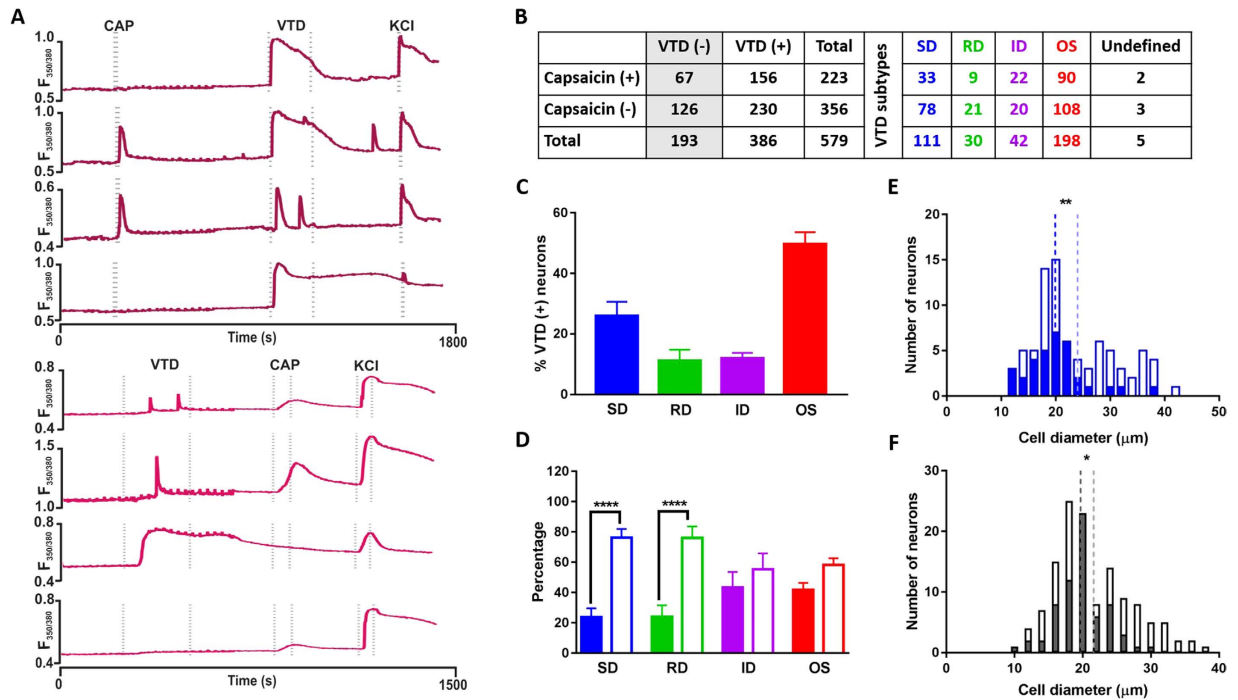 A
CAP VTD KCl
1.0
F350/380
0.5
1.0
F350/380
0.5
0.6
F350/380
0.4
1.0
F350/380
0.5
0 Time (s) 1800
VTD CAP KCl
0.8
F350/380
0.4
1.5
F350/380
1.0
0.8
F350/380
0.4
0.8
F350/380
0.4
0 Time (s) 1500
B
VTD (-) VTD (+) Total VTD subtypes SD RD ID OS Undefined
Capsaicin (+) 67 156 223 33 9 22 90 2
Capsaicin (-) 126 230 356 78 21 20 108 3
Total 193 386 579 111 30 42 198 5
C
% VTD (+) neurons
60
40
20
0
SD RD ID OS
D
Percentage
120
100
80
60
40
20
0
**** ****
SD RD ID OS
E
**
Number of neurons
20
15
10
5
0
0 10 20 30 40 50
Cell diameter (μm)
F
*
Number of neurons
30
20
10
0
0 10 20 30 40
Cell diameter (μm)